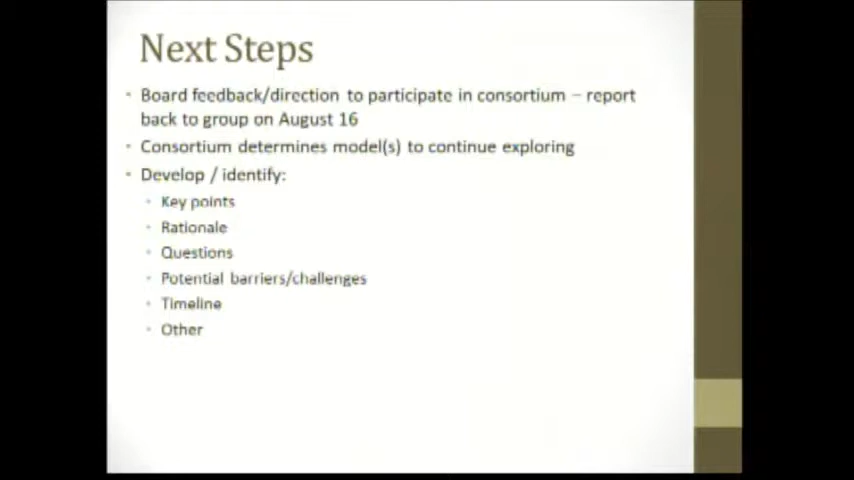 Next Steps
• Board feedback/direction to participate in consortium – report
back to group on August 16
• Consortium determines model(s) to continue exploring
• Develop / identify:
• Key points
• Rationale
• Questions
• Potential barriers/challenges
• Timeline
• Other